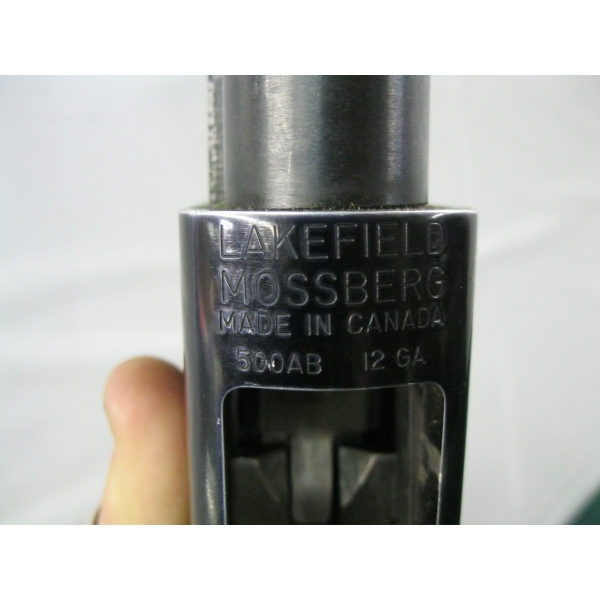 LAKEFIELD
MOSSBERG
MADE IN CANADA
500AB 12 GA